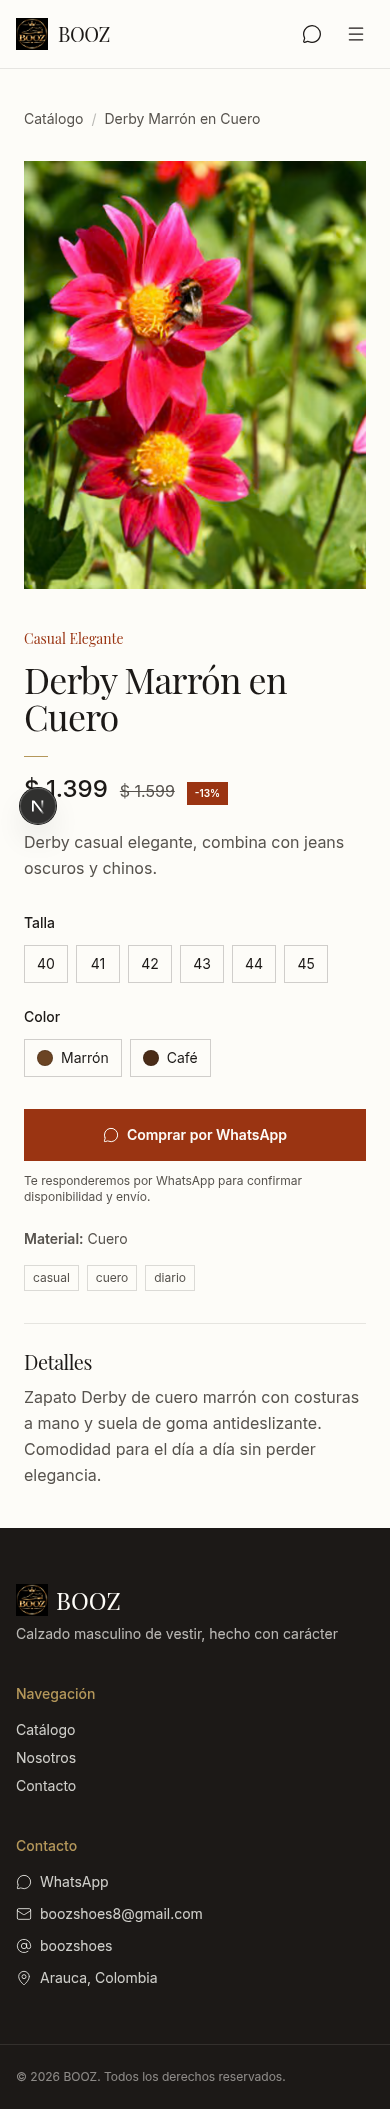 BOOZ
BOOZ
Catálogo / Derby Marrón en Cuero
Casual Elegante
Derby Marrón en
Cuero
$ 1.399 $ 1.599 -13%
N
Derby casual elegante, combina con jeans
oscuros y chinos.
Talla
40 41 42 43 44 45
Color
Marrón Café
Comprar por WhatsApp
Te responderemos por WhatsApp para confirmar
disponibilidad y envío.
Material: Cuero
casual cuero diario
Detalles
Zapato Derby de cuero marrón con costuras
a mano y suela de goma antideslizante.
Comodidad para el día a día sin perder
elegancia.
BOOZ
BOOZ
Calzado masculino de vestir, hecho con carácter
Navegación
Catálogo
Nosotros
Contacto
Contacto
WhatsApp
boozshoes8@gmail.com
boozshoes
Arauca, Colombia
© 2026 BOOZ. Todos los derechos reservados.